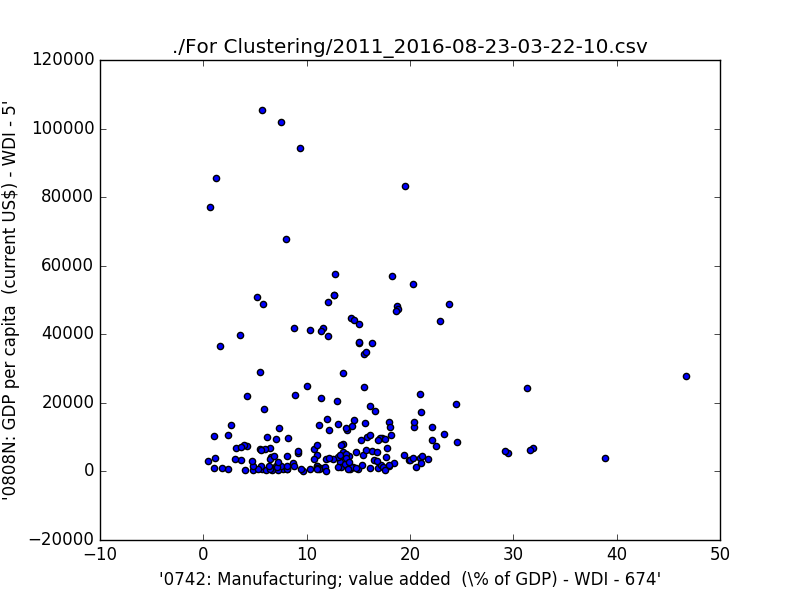 ./For Clustering/2011_2016-08-23-03-22-10.csv
120000
100000
80000
60000
40000
20000
0
−20000
'0808N: GDP per capita  (current US$) - WDI - 5'
−10 0 10 20 30 40 50
'0742: Manufacturing; value added  (\% of GDP) - WDI - 674'